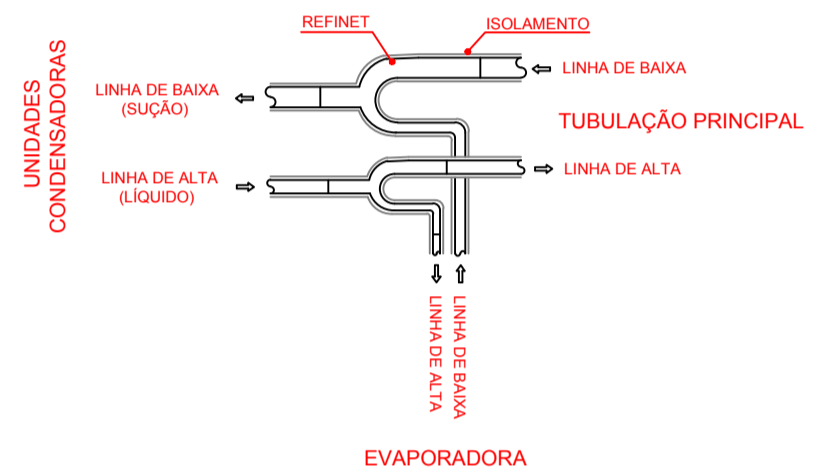 REFINET
ISOLAMENTO
UNIDADES
CONDENSADORAS
LINHA DE BAIXA
(SUÇÃO)
LINHA DE BAIXA
TUBULAÇÃO PRINCIPAL
LINHA DE ALTA
(LÍQUIDO)
LINHA DE ALTA
LINHA DE ALTA
LINHA DE BAIXA
EVAPORADORA